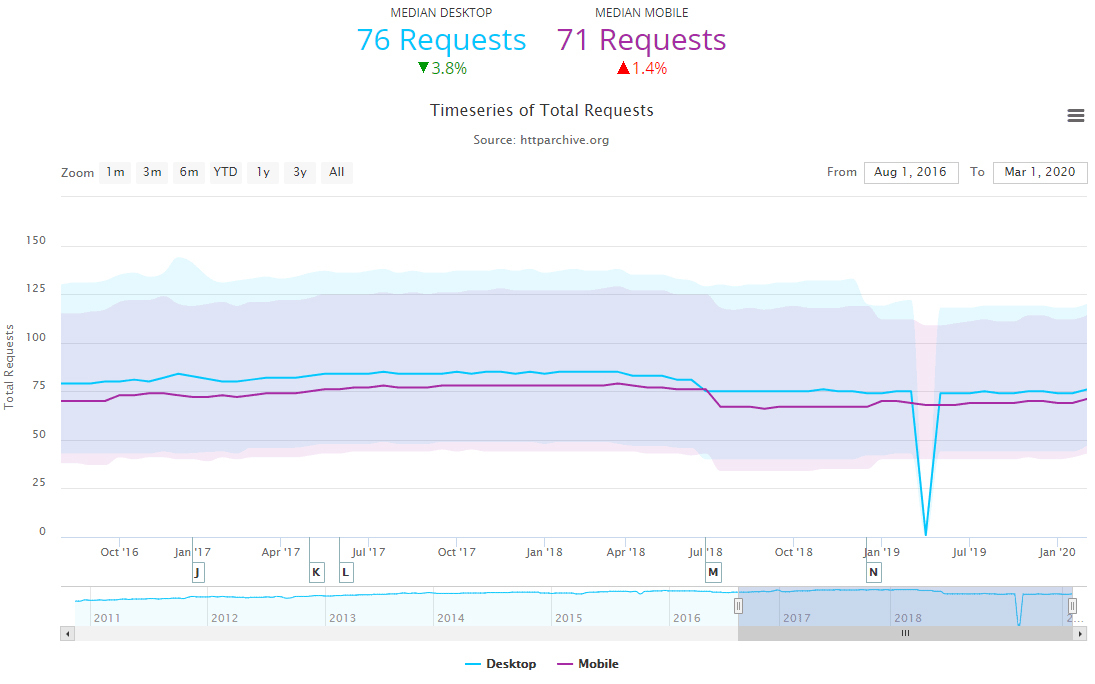 MEDIAN DESKTOP MEDIAN MOBILE
76 Requests 71 Requests
▼3.8% ▲1.4%
Timeseries of Total Requests
Source: httparchive.org
Zoom 1m 3m 6m YTD 1y 3y All From Aug 1, 2016 To Mar 1, 2020
Total Requests
150
125
100
75
50
25
0
Oct '16 Jan '17 Apr '17 Jul '17 Oct '17 Jan '18 Apr '18 Jul '18 Oct '18 Jan '19 Jul '19 Jan '20
J K L M N
2011 2012 2013 2014 2015 2016 2017 2018 2…
Desktop Mobile